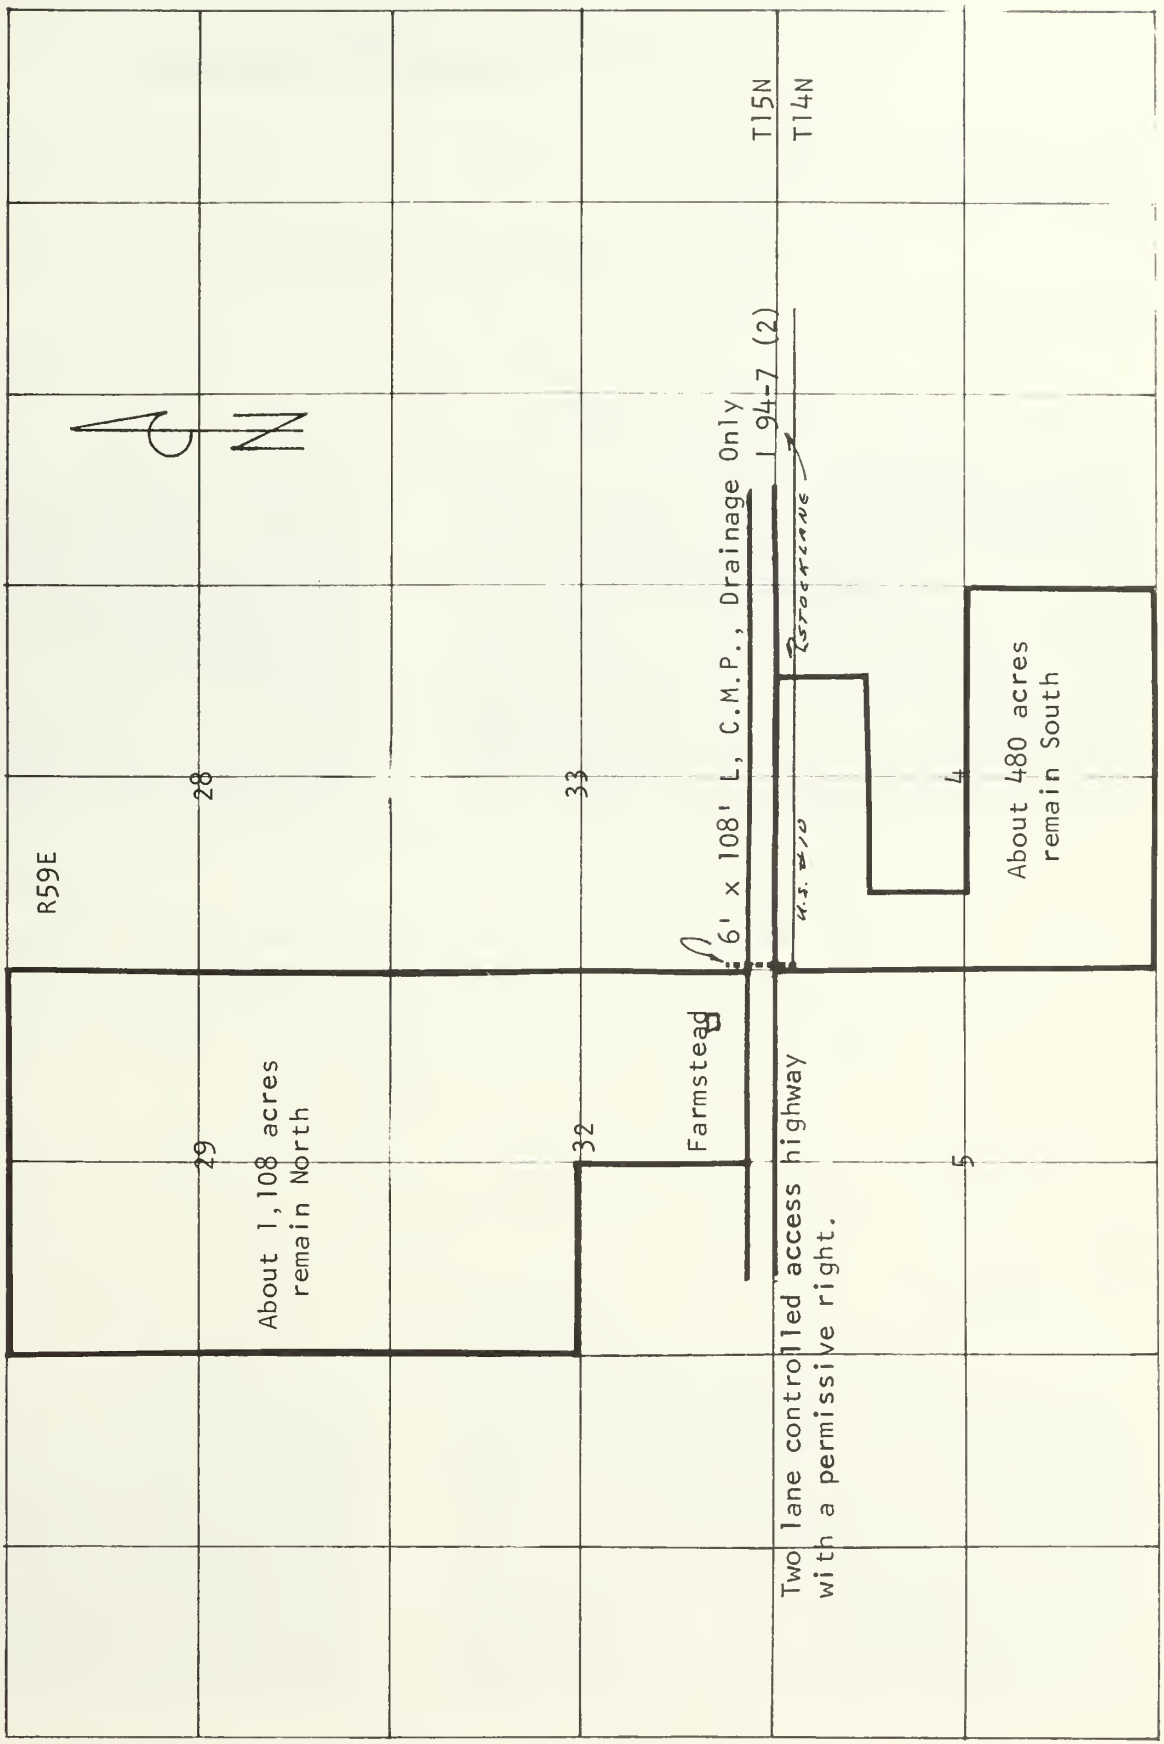 R59E
N
29
28
About 1,108 acres
remain North
32
33
Farmstead
6' x 108' L, C.M.P., Drainage Only
I 94-7 (2)
T15N
T14N
Two lane controlled access highway
with a permissive right.
U.S. #10
STOCKLANE
5
4
About 480 acres
remain South